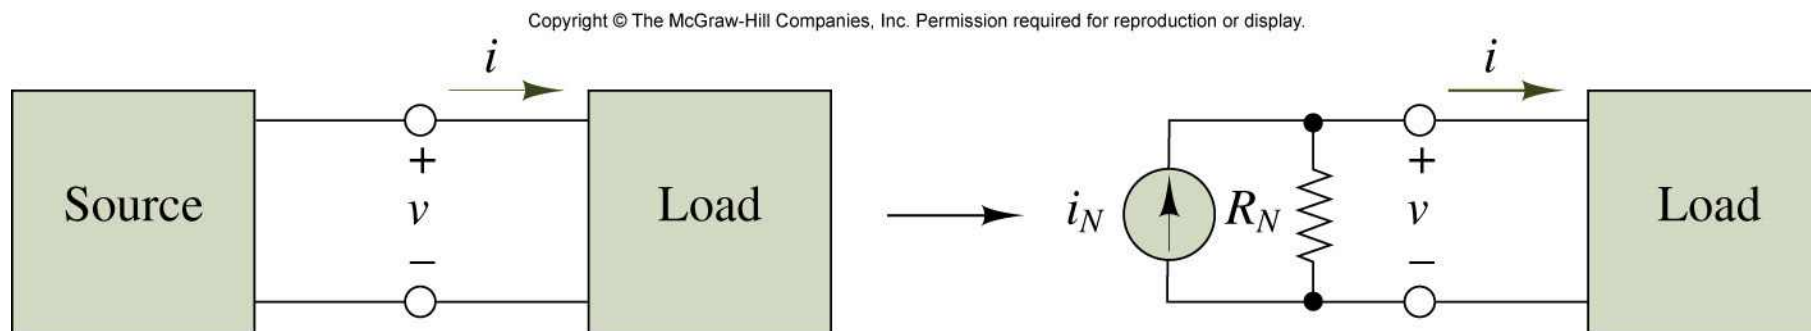 Copyright © The McGraw-Hill Companies, Inc. Permission required for reproduction or display.
i
i
+
+
Source
v
Load
i_N
R_N
v
Load
−
−